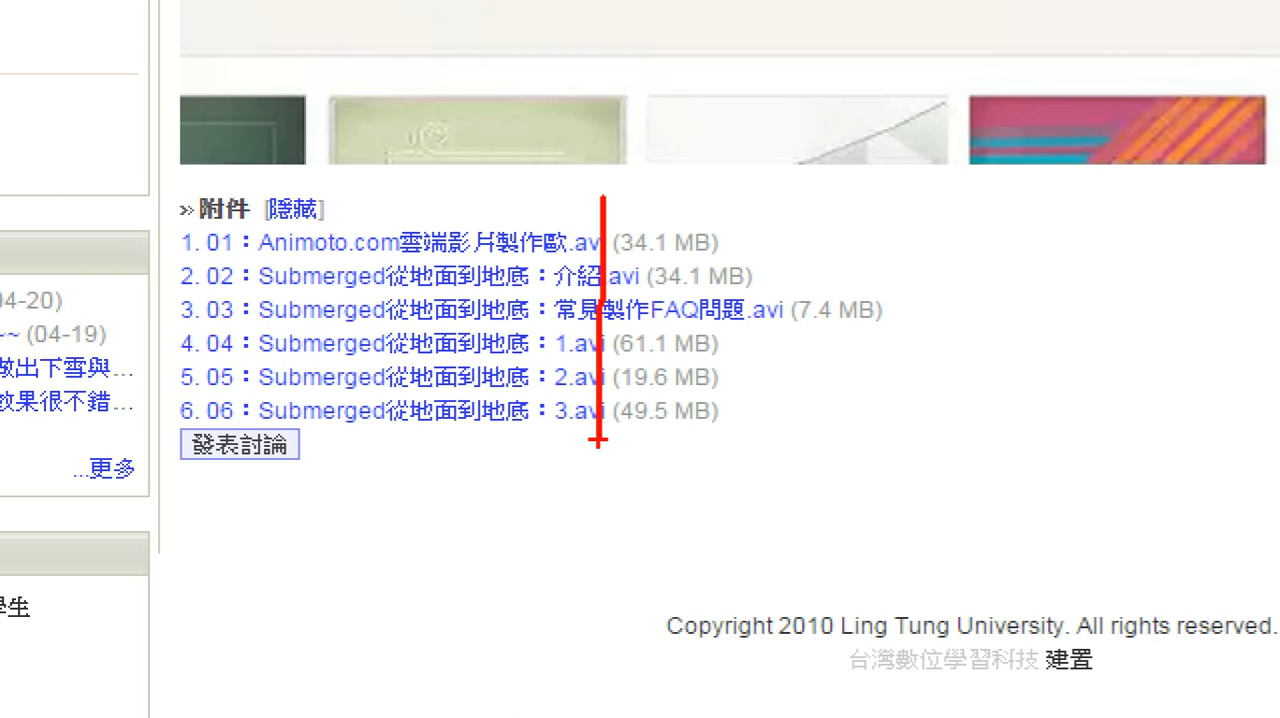 » 附件 [隱藏]
1. 01：Animoto.com雲端影片製作歐.avi (34.1 MB)
2. 02：Submerged從地面到地底：介紹.avi (34.1 MB)
3. 03：Submerged從地面到地底：常見製作FAQ問題.avi (7.4 MB)
4. 04：Submerged從地面到地底：1.avi (61.1 MB)
5. 05：Submerged從地面到地底：2.avi (19.6 MB)
6. 06：Submerged從地面到地底：3.avi (49.5 MB)
發表討論
04-20)
~~ (04-19)
做出下雪與...
效果很不錯...
...更多
學生
Copyright 2010 Ling Tung University. All rights reserved.
台灣數位學習科技 建置